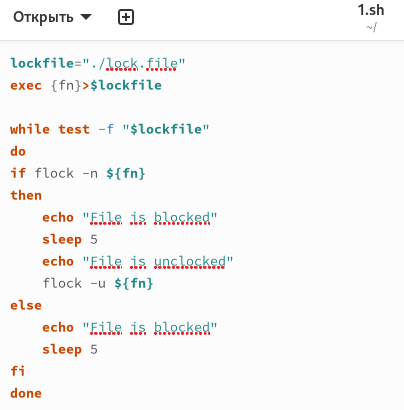 Открыть
1.sh
~/
lockfile="./lock.file"
exec {fn}>$lockfile

while test -f "$lockfile"
do
if flock -n ${fn}
then
    echo "File is blocked"
    sleep 5
    echo "File is unclocked"
    flock -u ${fn}
else
    echo "File is blocked"
    sleep 5
fi
done